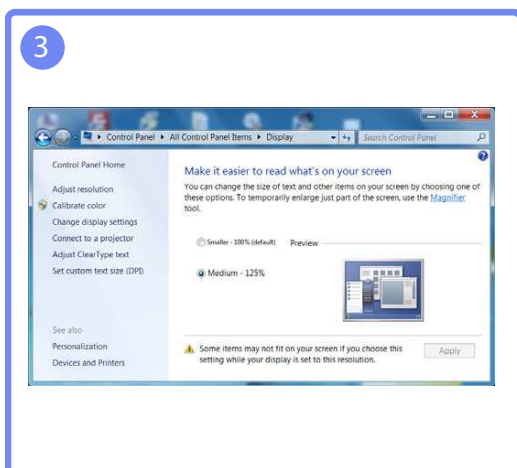 3
Control Panel ▸ All Control Panel Items ▸ Display
Search Control Panel
Control Panel Home
Adjust resolution
Calibrate color
Change display settings
Connect to a projector
Adjust ClearType text
Set custom text size (DPI)
See also
Personalization
Devices and Printers
Make it easier to read what's on your screen
You can change the size of text and other items on your screen by choosing one of
these options. To temporarily enlarge just part of the screen, use the Magnifier
tool.
Smaller - 100% (default)
Preview
Medium - 125%
Some items may not fit on your screen if you choose this
setting while your display is set to this resolution.
Apply